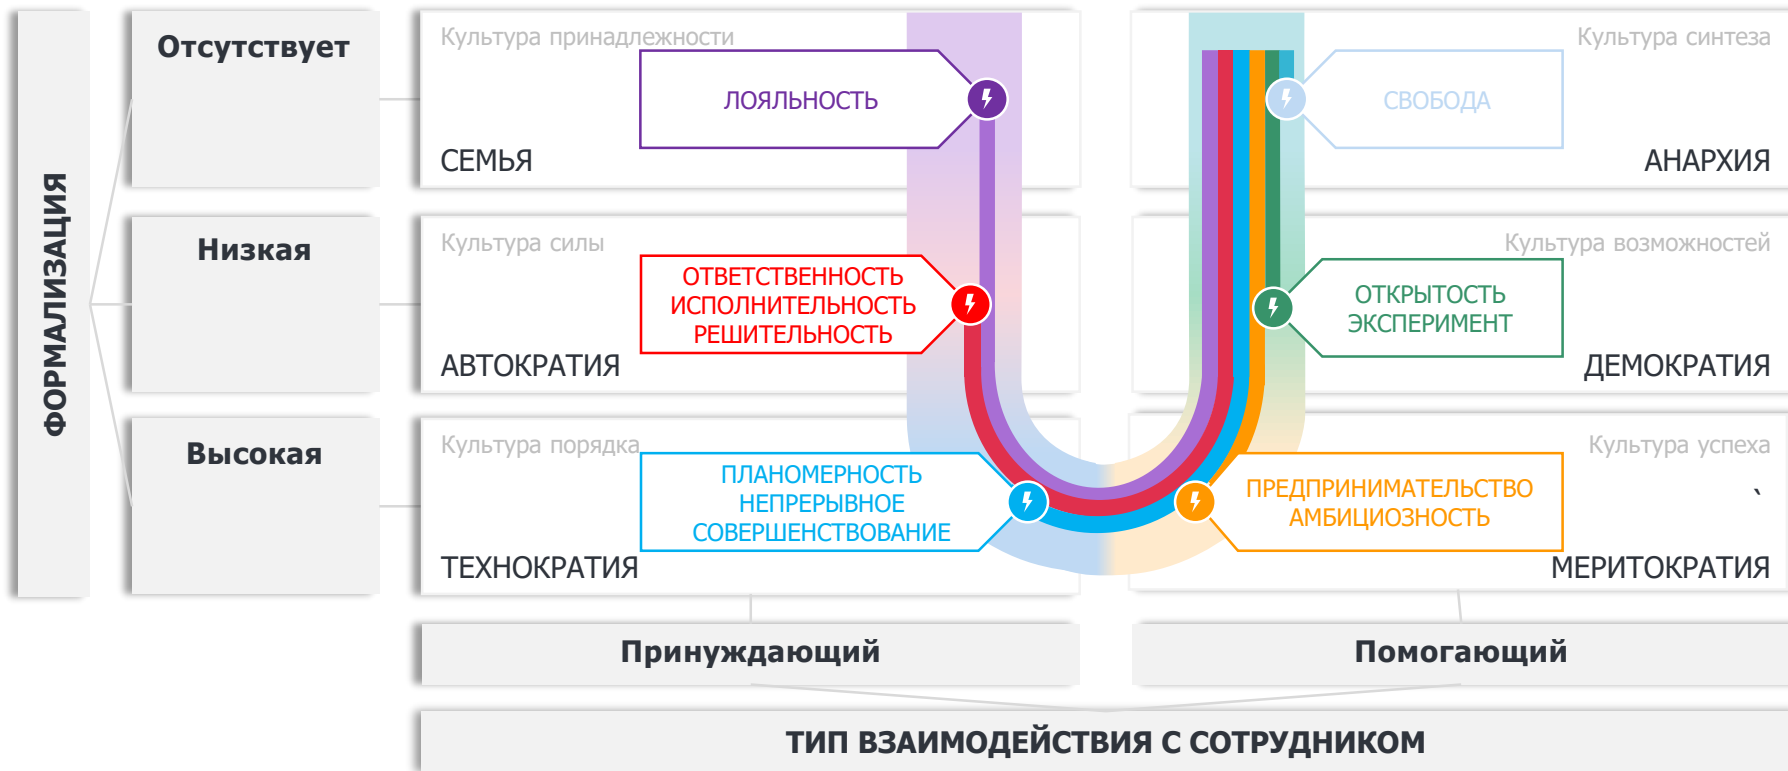 ФОРМАЛИЗАЦИЯ
Отсутствует
Культура принадлежности
ЛОЯЛЬНОСТЬ
СЕМЬЯ
Культура синтеза
СВОБОДА
АНАРХИЯ
Низкая
Культура силы
ОТВЕТСТВЕННОСТЬ
ИСПОЛНИТЕЛЬНОСТЬ
РЕШИТЕЛЬНОСТЬ
АВТОКРАТИЯ
Культура возможностей
ОТКРЫТОСТЬ
ЭКСПЕРИМЕНТ
ДЕМОКРАТИЯ
Высокая
Культура порядка
ПЛАНОМЕРНОСТЬ
НЕПРЕРЫВНОЕ
СОВЕРШЕНСТВОВАНИЕ
ТЕХНОКРАТИЯ
Культура успеха
ПРЕДПРИНИМАТЕЛЬСТВО
АМБИЦИОЗНОСТЬ
`
МЕРИТОКРАТИЯ
Принуждающий
Помогающий
ТИП ВЗАИМОДЕЙСТВИЯ С СОТРУДНИКОМ